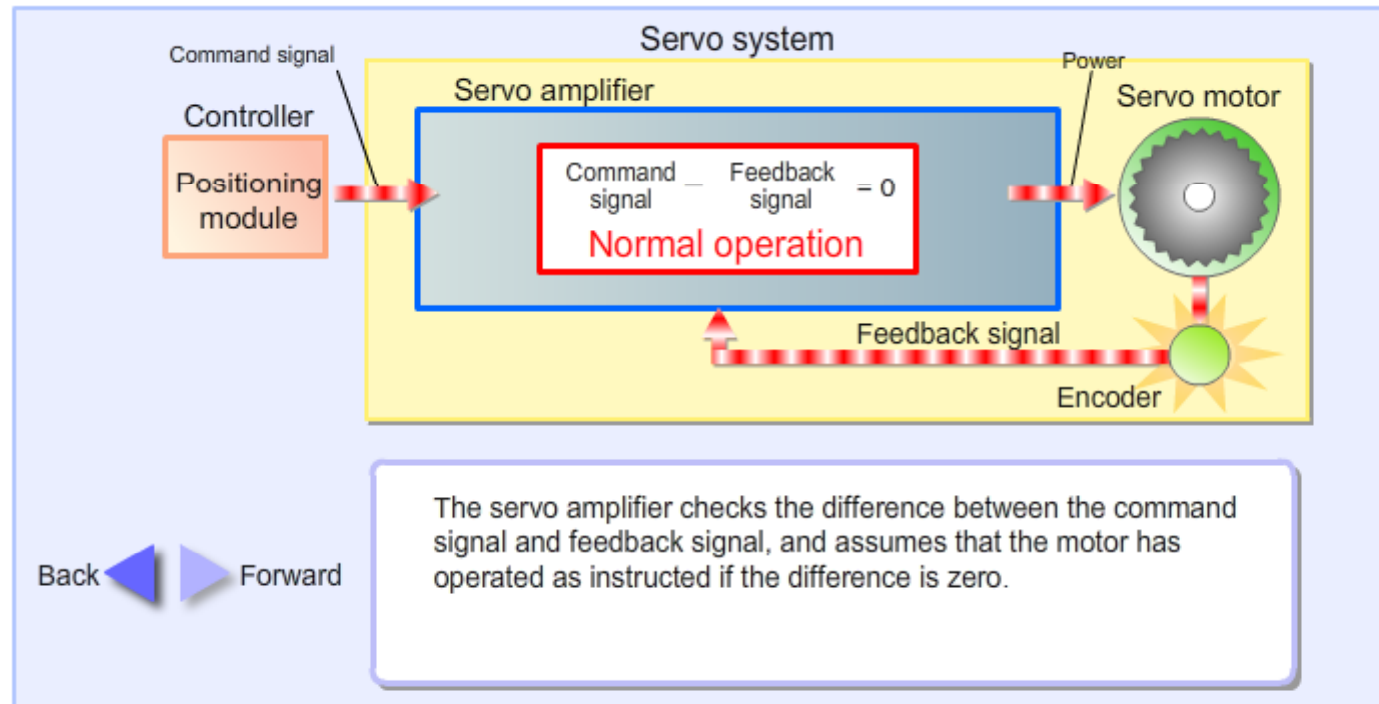 Servo system
Command signal
Power
Servo amplifier
Servo motor
Controller
Positioning
module
Command
signal
– Feedback
signal
= 0
Normal operation
Feedback signal
Encoder
The servo amplifier checks the difference between the command
signal and feedback signal, and assumes that the motor has
operated as instructed if the difference is zero.
Back
Forward